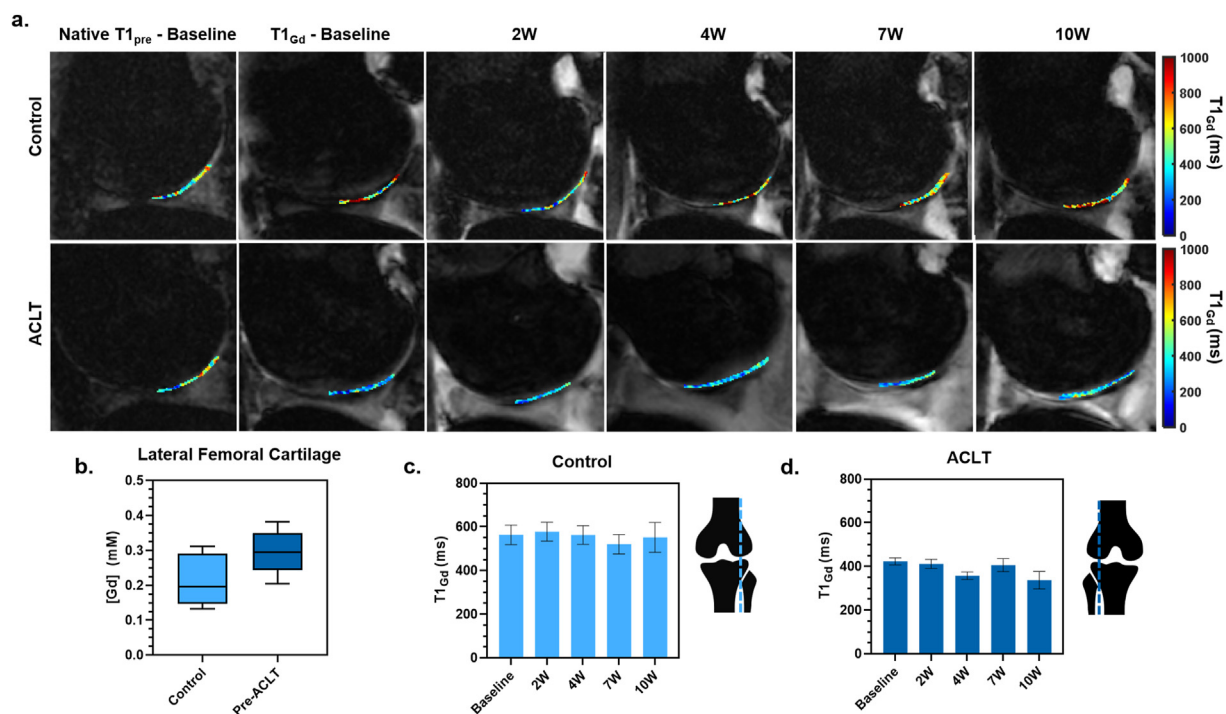 a.
Native T1pre - Baseline
T1Gd - Baseline
2W
4W
7W
10W
Control
1000
800
600
400
200
0
T1Gd (ms)
ACLT
1000
800
600
400
200
0
T1Gd (ms)
b.
Lateral Femoral Cartilage
[Gd] (mM)
0.5
0.4
0.3
0.2
0.1
0.0
Control
Pre-ACLT
c.
Control
T1Gd (ms)
800
600
400
200
0
Baseline
2W
4W
7W
10W
d.
ACLT
T1Gd (ms)
800
600
400
200
0
Baseline
2W
4W
7W
10W